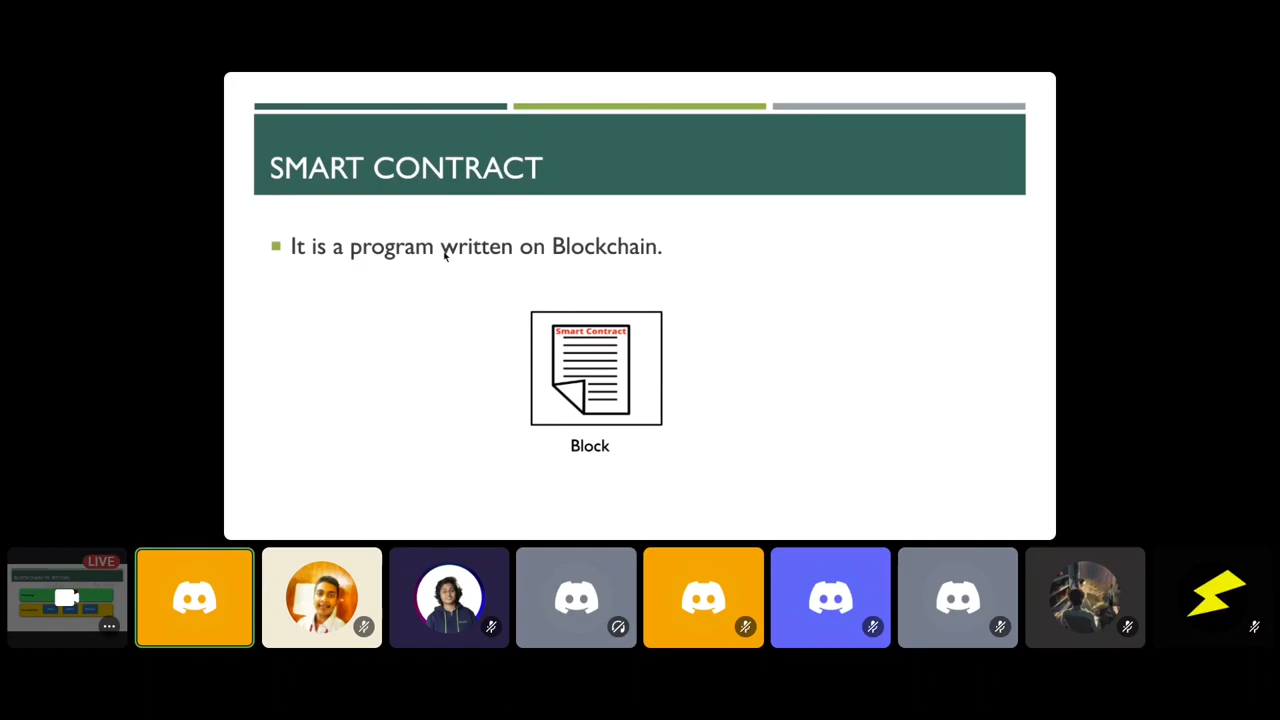 SMART CONTRACT
It is a program written on Blockchain.
Smart Contract
Block
LIVE